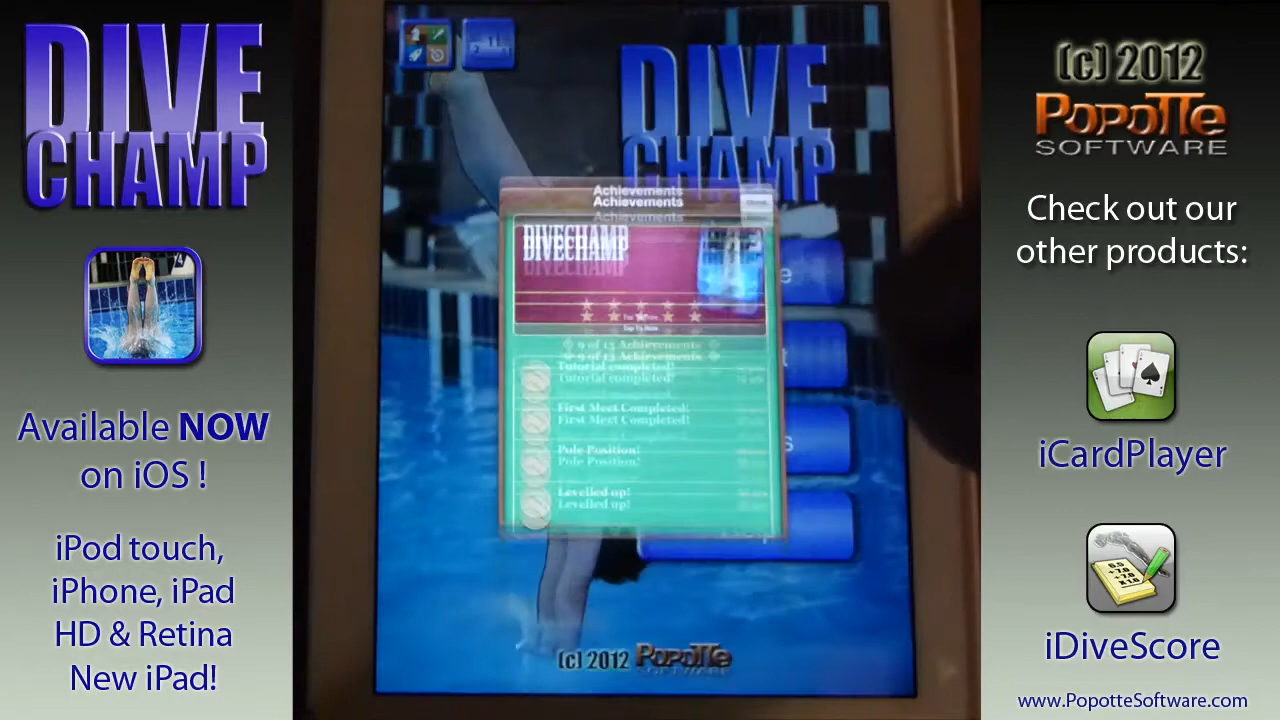 DIVE
CHAMP
Available NOW
on iOS !
iPod touch,
iPhone, iPad
HD & Retina
New iPad!
DIVE
CHAMP
Achievements
DIVECHAMP
9 of 13 Achievements
Tutorial completed!
First Meet Completed!
Pole Position!
Levelled up!
(c) 2012 POPOTTE
SOFTWARE
(c) 2012
POPOTTE
SOFTWARE
Check out our
other products:
iCardPlayer
iDiveScore
www.PopotteSoftware.com